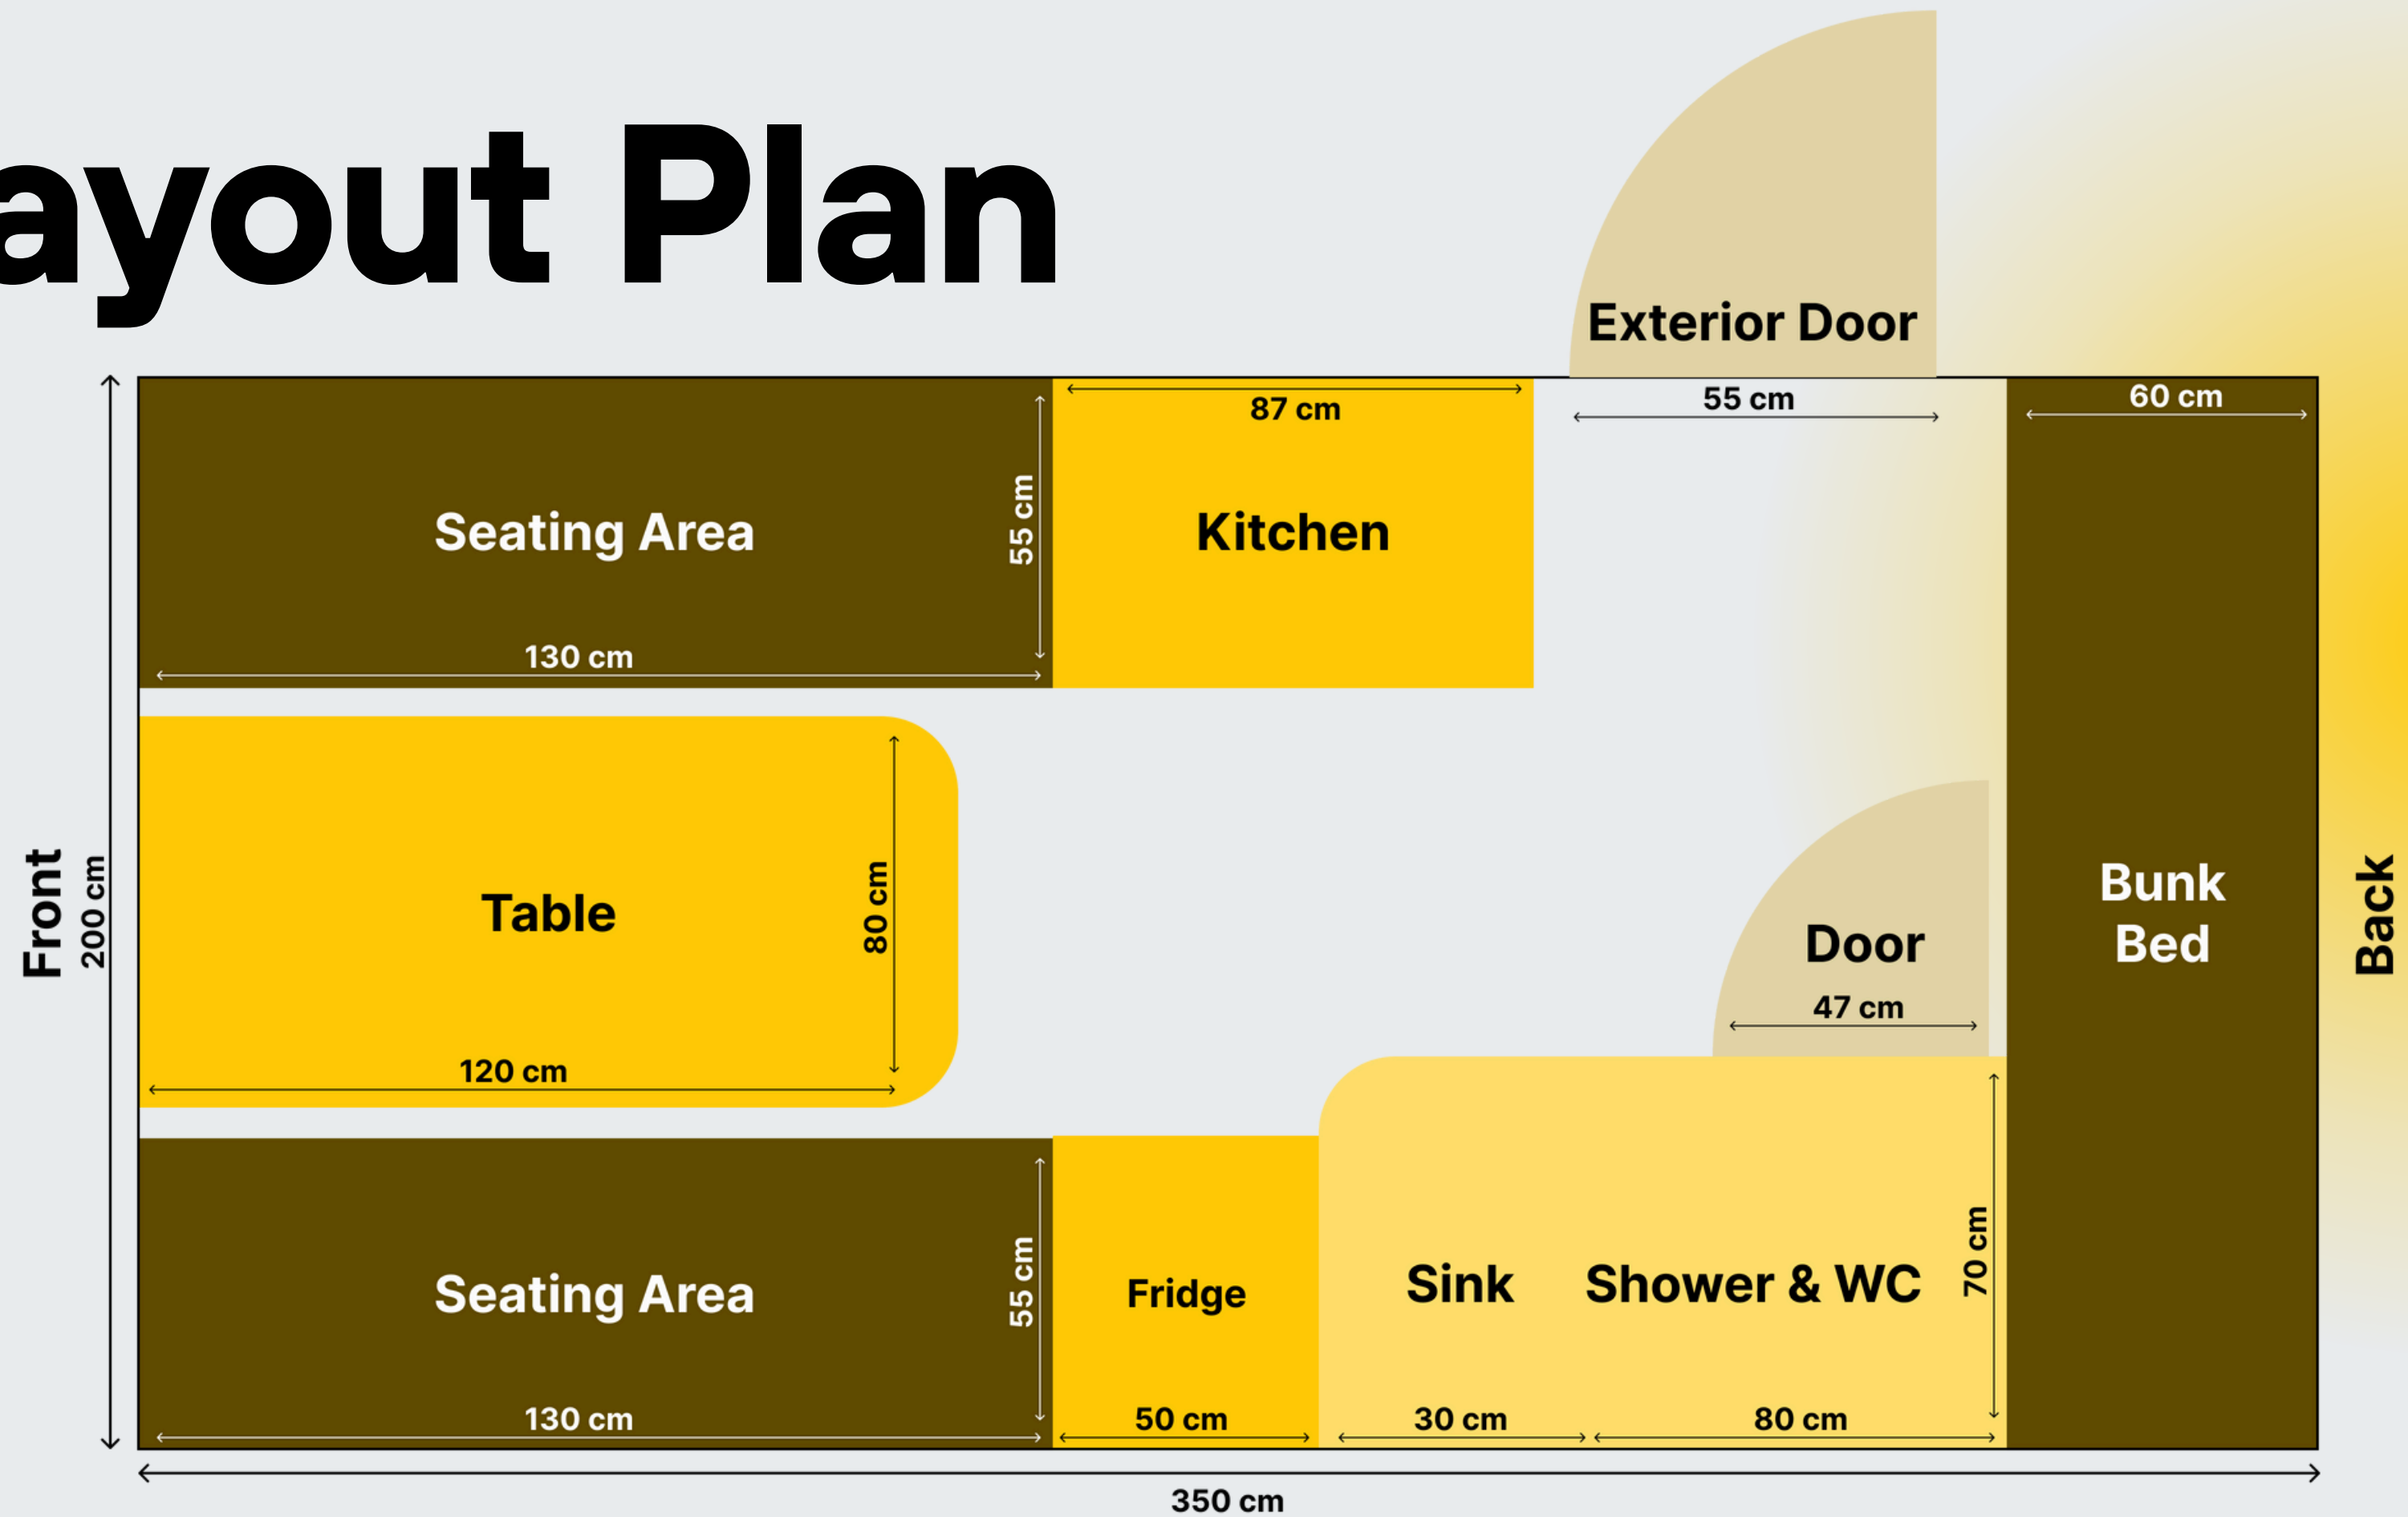 ayout Plan
Exterior Door
87 cm
55 cm
60 cm
Seating Area
55 cm
130 cm
Kitchen
Front
200 cm
Table
80 cm
120 cm
Door
47 cm
Bunk
Bed
Back
Seating Area
55 cm
130 cm
Fridge
50 cm
Sink
30 cm
Shower & WC
80 cm
70 cm
350 cm